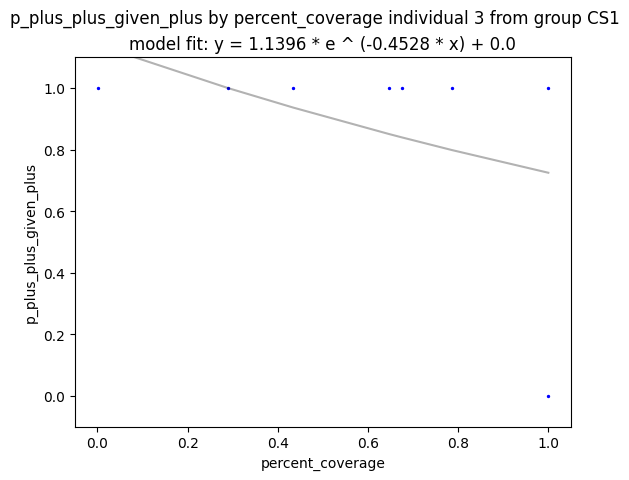 p_plus_plus_given_plus by percent_coverage individual 3 from group CS1
model fit: y = 1.1396 * e ^ (-0.4528 * x) + 0.0
1.0
0.8
0.6
0.4
0.2
0.0
p_plus_plus_given_plus
0.0 0.2 0.4 0.6 0.8 1.0
percent_coverage